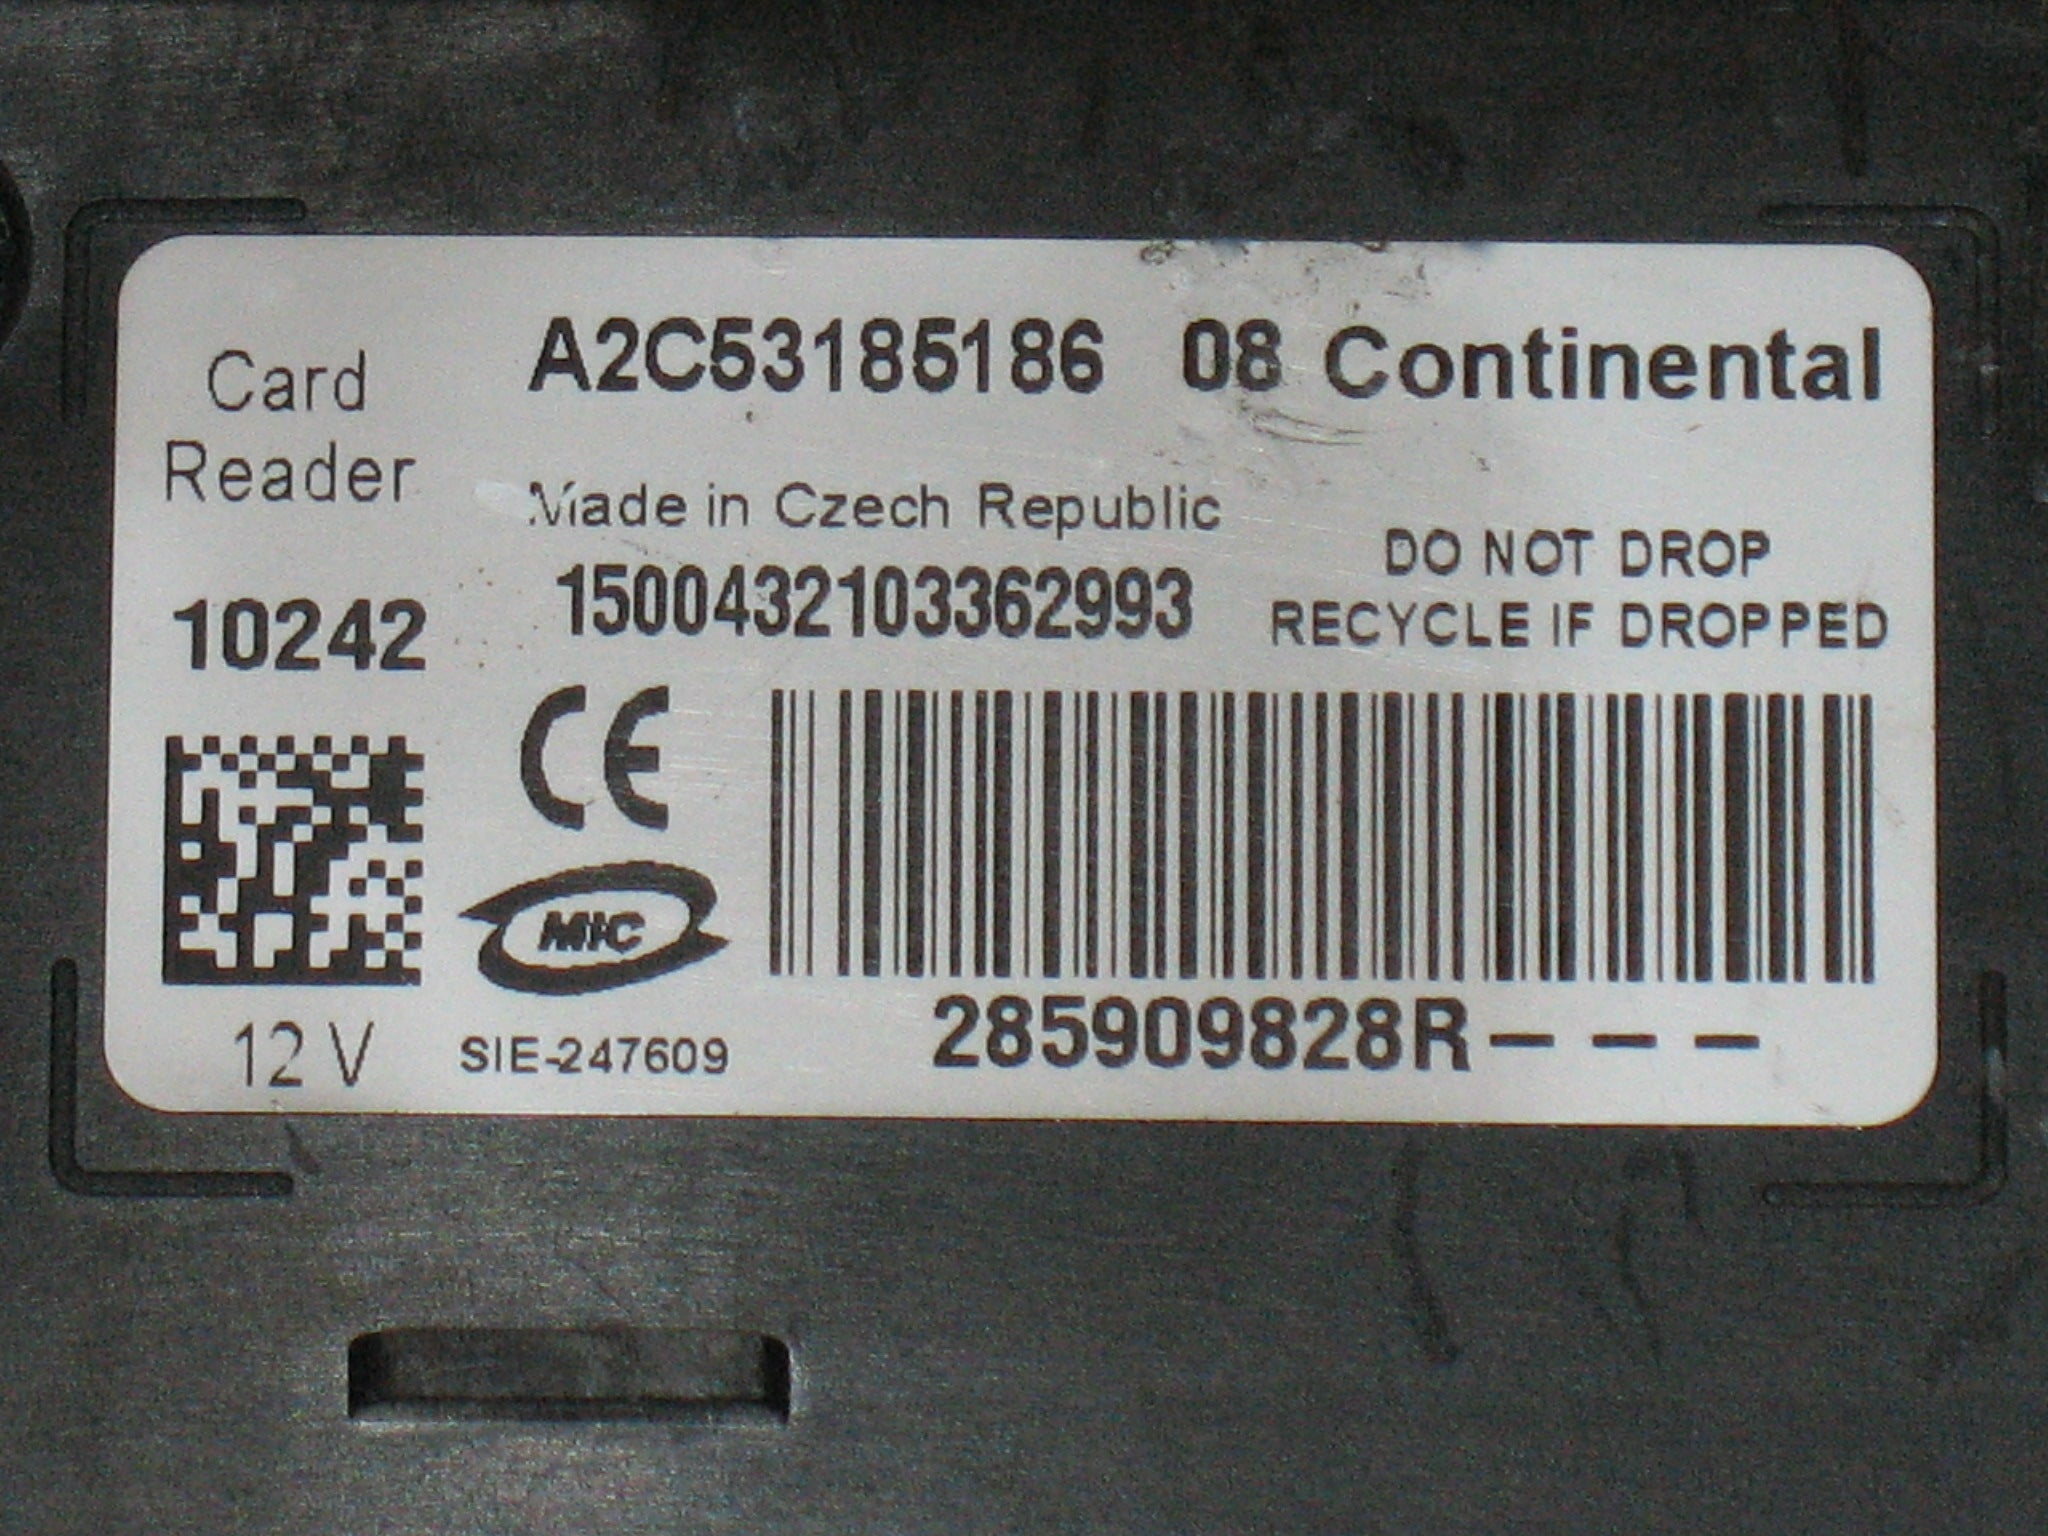 Card
Reader
A2C53185186 08 Continental
Made in Czech Republic
1500432103362993
DO NOT DROP
RECYCLE IF DROPPED
10242
CE
MIC
12 V
SIE-247609
285909828R– – –